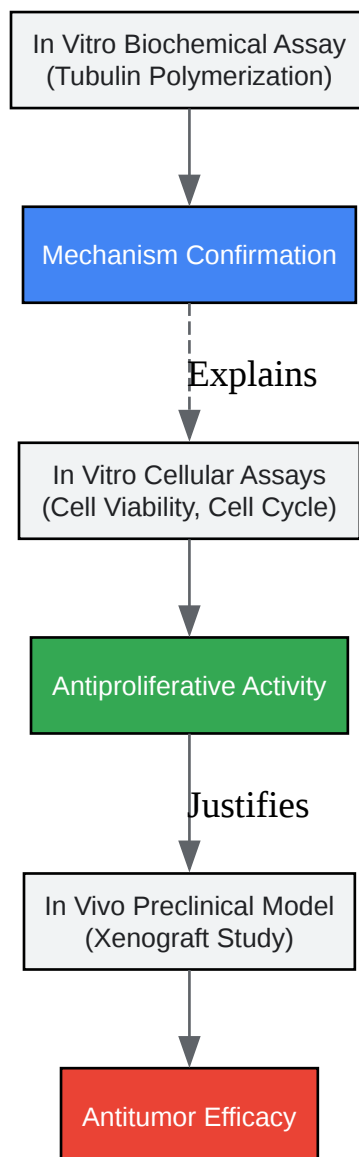 In Vitro Biochemical Assay
(Tubulin Polymerization)
Mechanism Confirmation
Explains
In Vitro Cellular Assays
(Cell Viability, Cell Cycle)
Antiproliferative Activity
Justifies
In Vivo Preclinical Model
(Xenograft Study)
Antitumor Efficacy